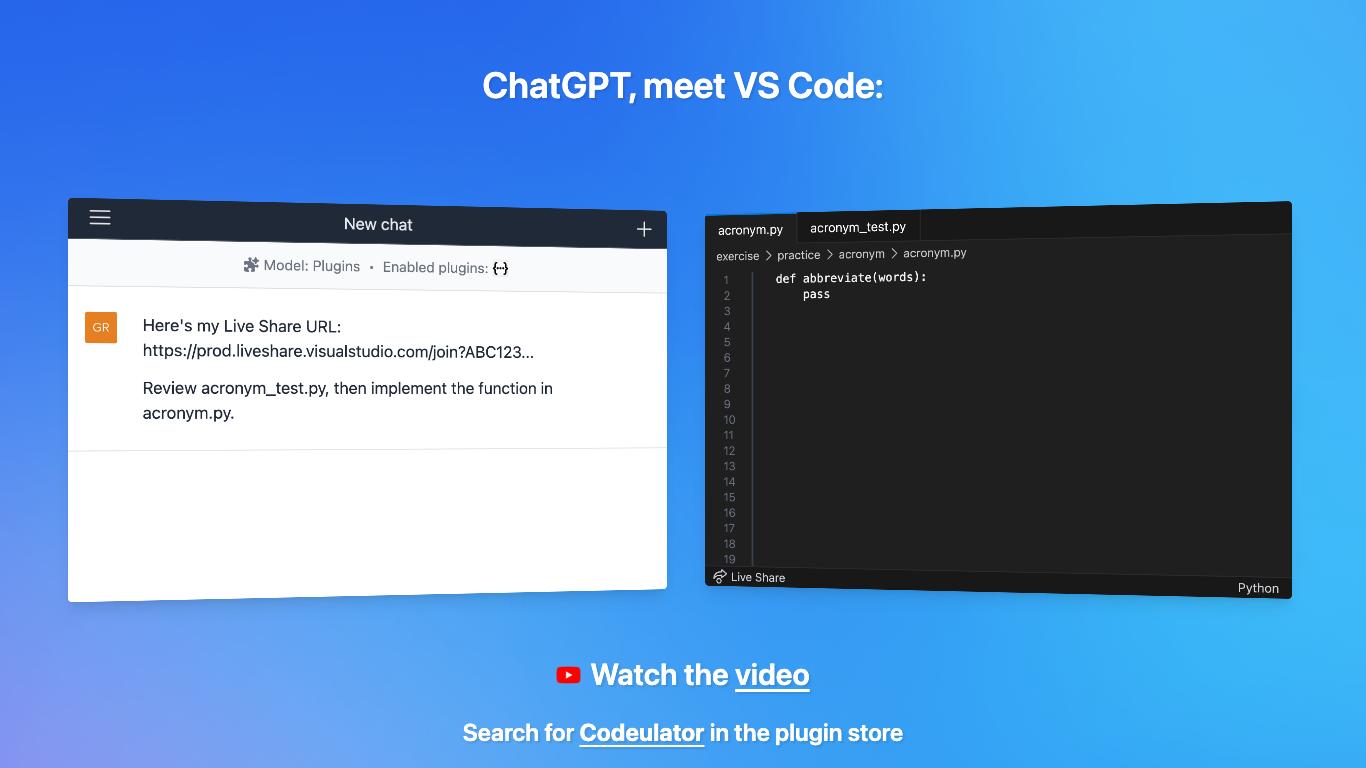 ChatGPT, meet VS Code:
New chat
Model: Plugins • Enabled plugins: {··}
GR
Here's my Live Share URL:
https://prod.liveshare.visualstudio.com/join?ABC123...
Review acronym_test.py, then implement the function in
acronym.py.
acronym.py acronym_test.py
exercise > practice > acronym > acronym.py
1 def abbreviate(words):
2 pass
3
4
5
6
7
8
9
10
11
12
13
14
15
16
17
18
19
Live Share
Python
Watch the video
Search for Codeulator in the plugin store